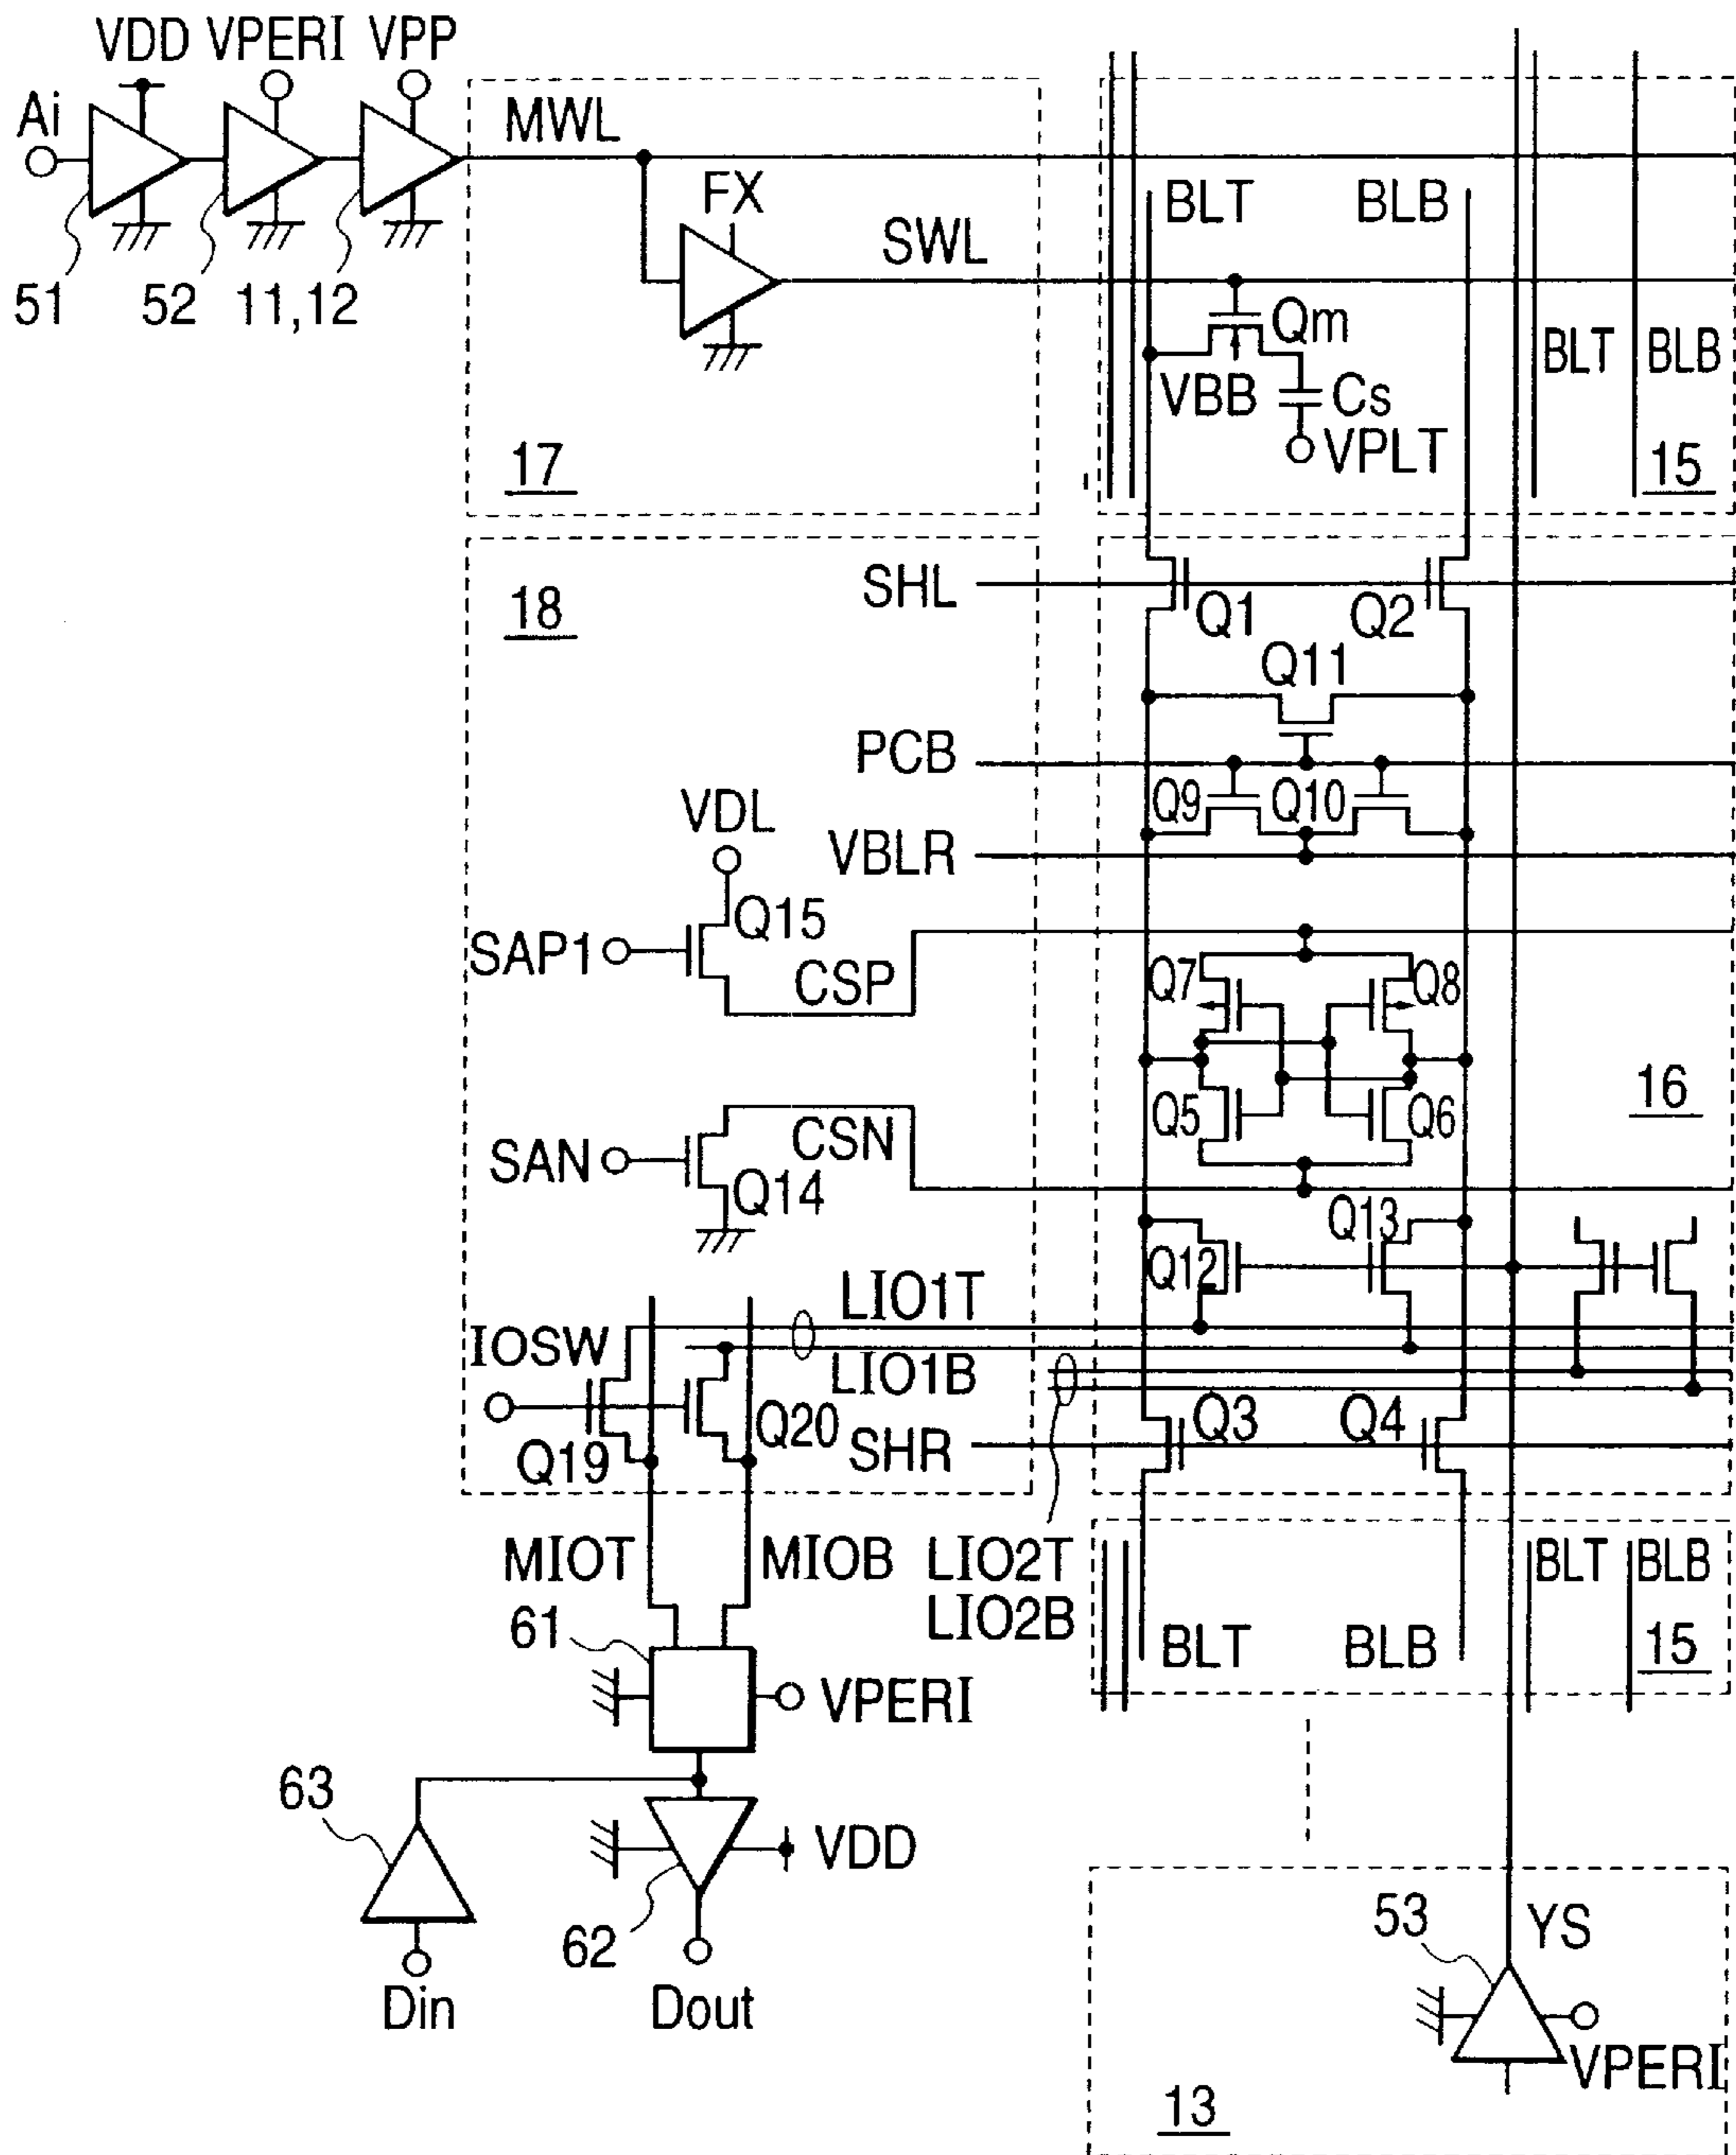 VDD VPERI VPP
Ai
MWL
FX
BLT BLB
SWL
51 52 11,12
Qm
BLT BLB
VBB Cs
VPLT
17
15
SHL
Q1 Q2
18
Q11
PCB
Q9 Q10
VDL
VBLR
Q15
SAP1
CSP
Q7 Q8
16
Q5 Q6
CSN
SAN
Q14
Q13
Q12
LIO1T
IOSW
LIO1B
Q20 Q3 Q4
Q19
SHR
MIOT MIOB LIO2T
LIO2B
BLT BLB
BLT BLB
61
15
VPERI
63
VDD
62
53
YS
Din
Dout
VPERI
13